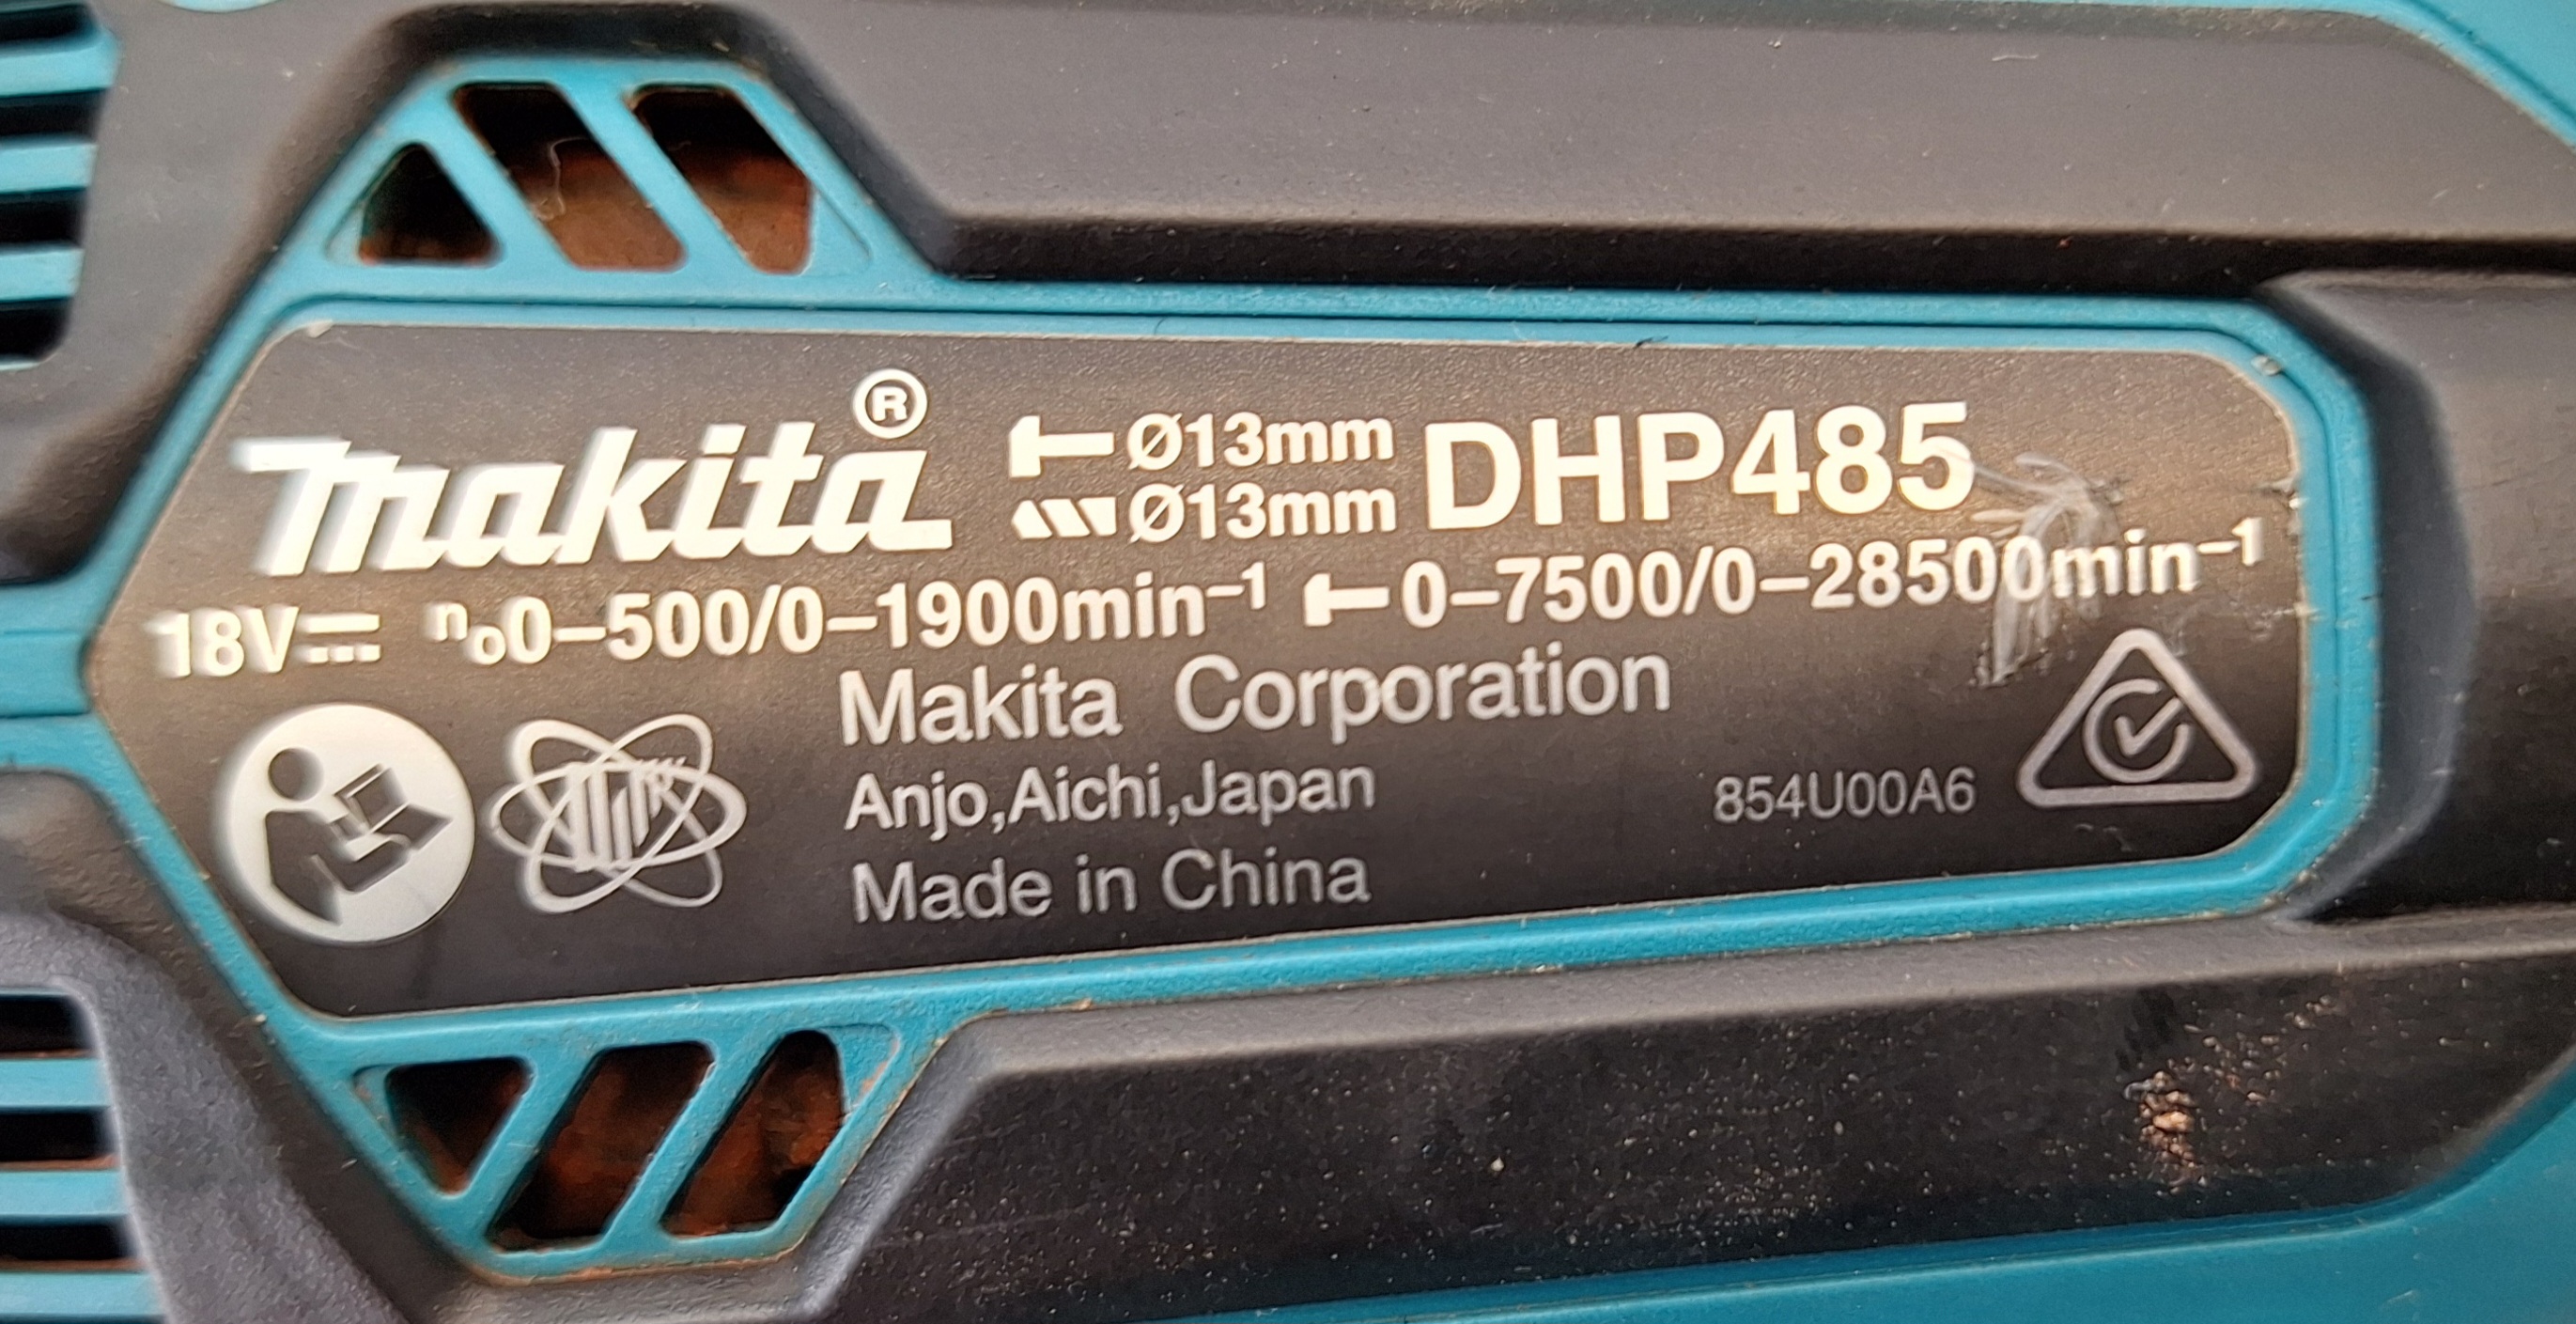 makita®
Ø13mm
Ø13mm
DHP485
18V⎓ n₀0–500/0–1900min⁻¹ 0–7500/0–28500min⁻¹
Makita Corporation
Anjo,Aichi,Japan
854U00A6
Made in China